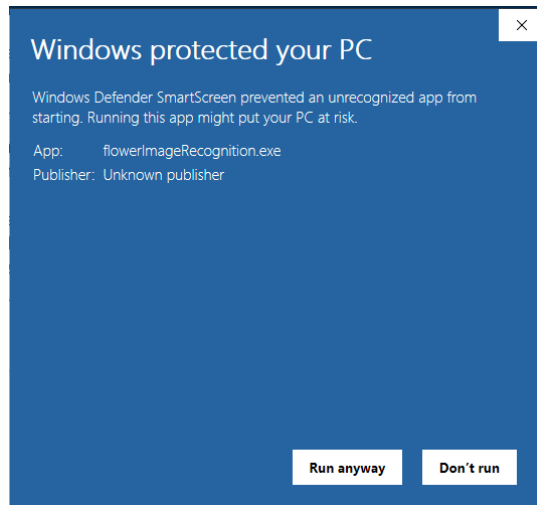 Windows protected your PC
Windows Defender SmartScreen prevented an unrecognized app from
starting. Running this app might put your PC at risk.
App: flowerImageRecognition.exe
Publisher: Unknown publisher
Run anyway Don't run